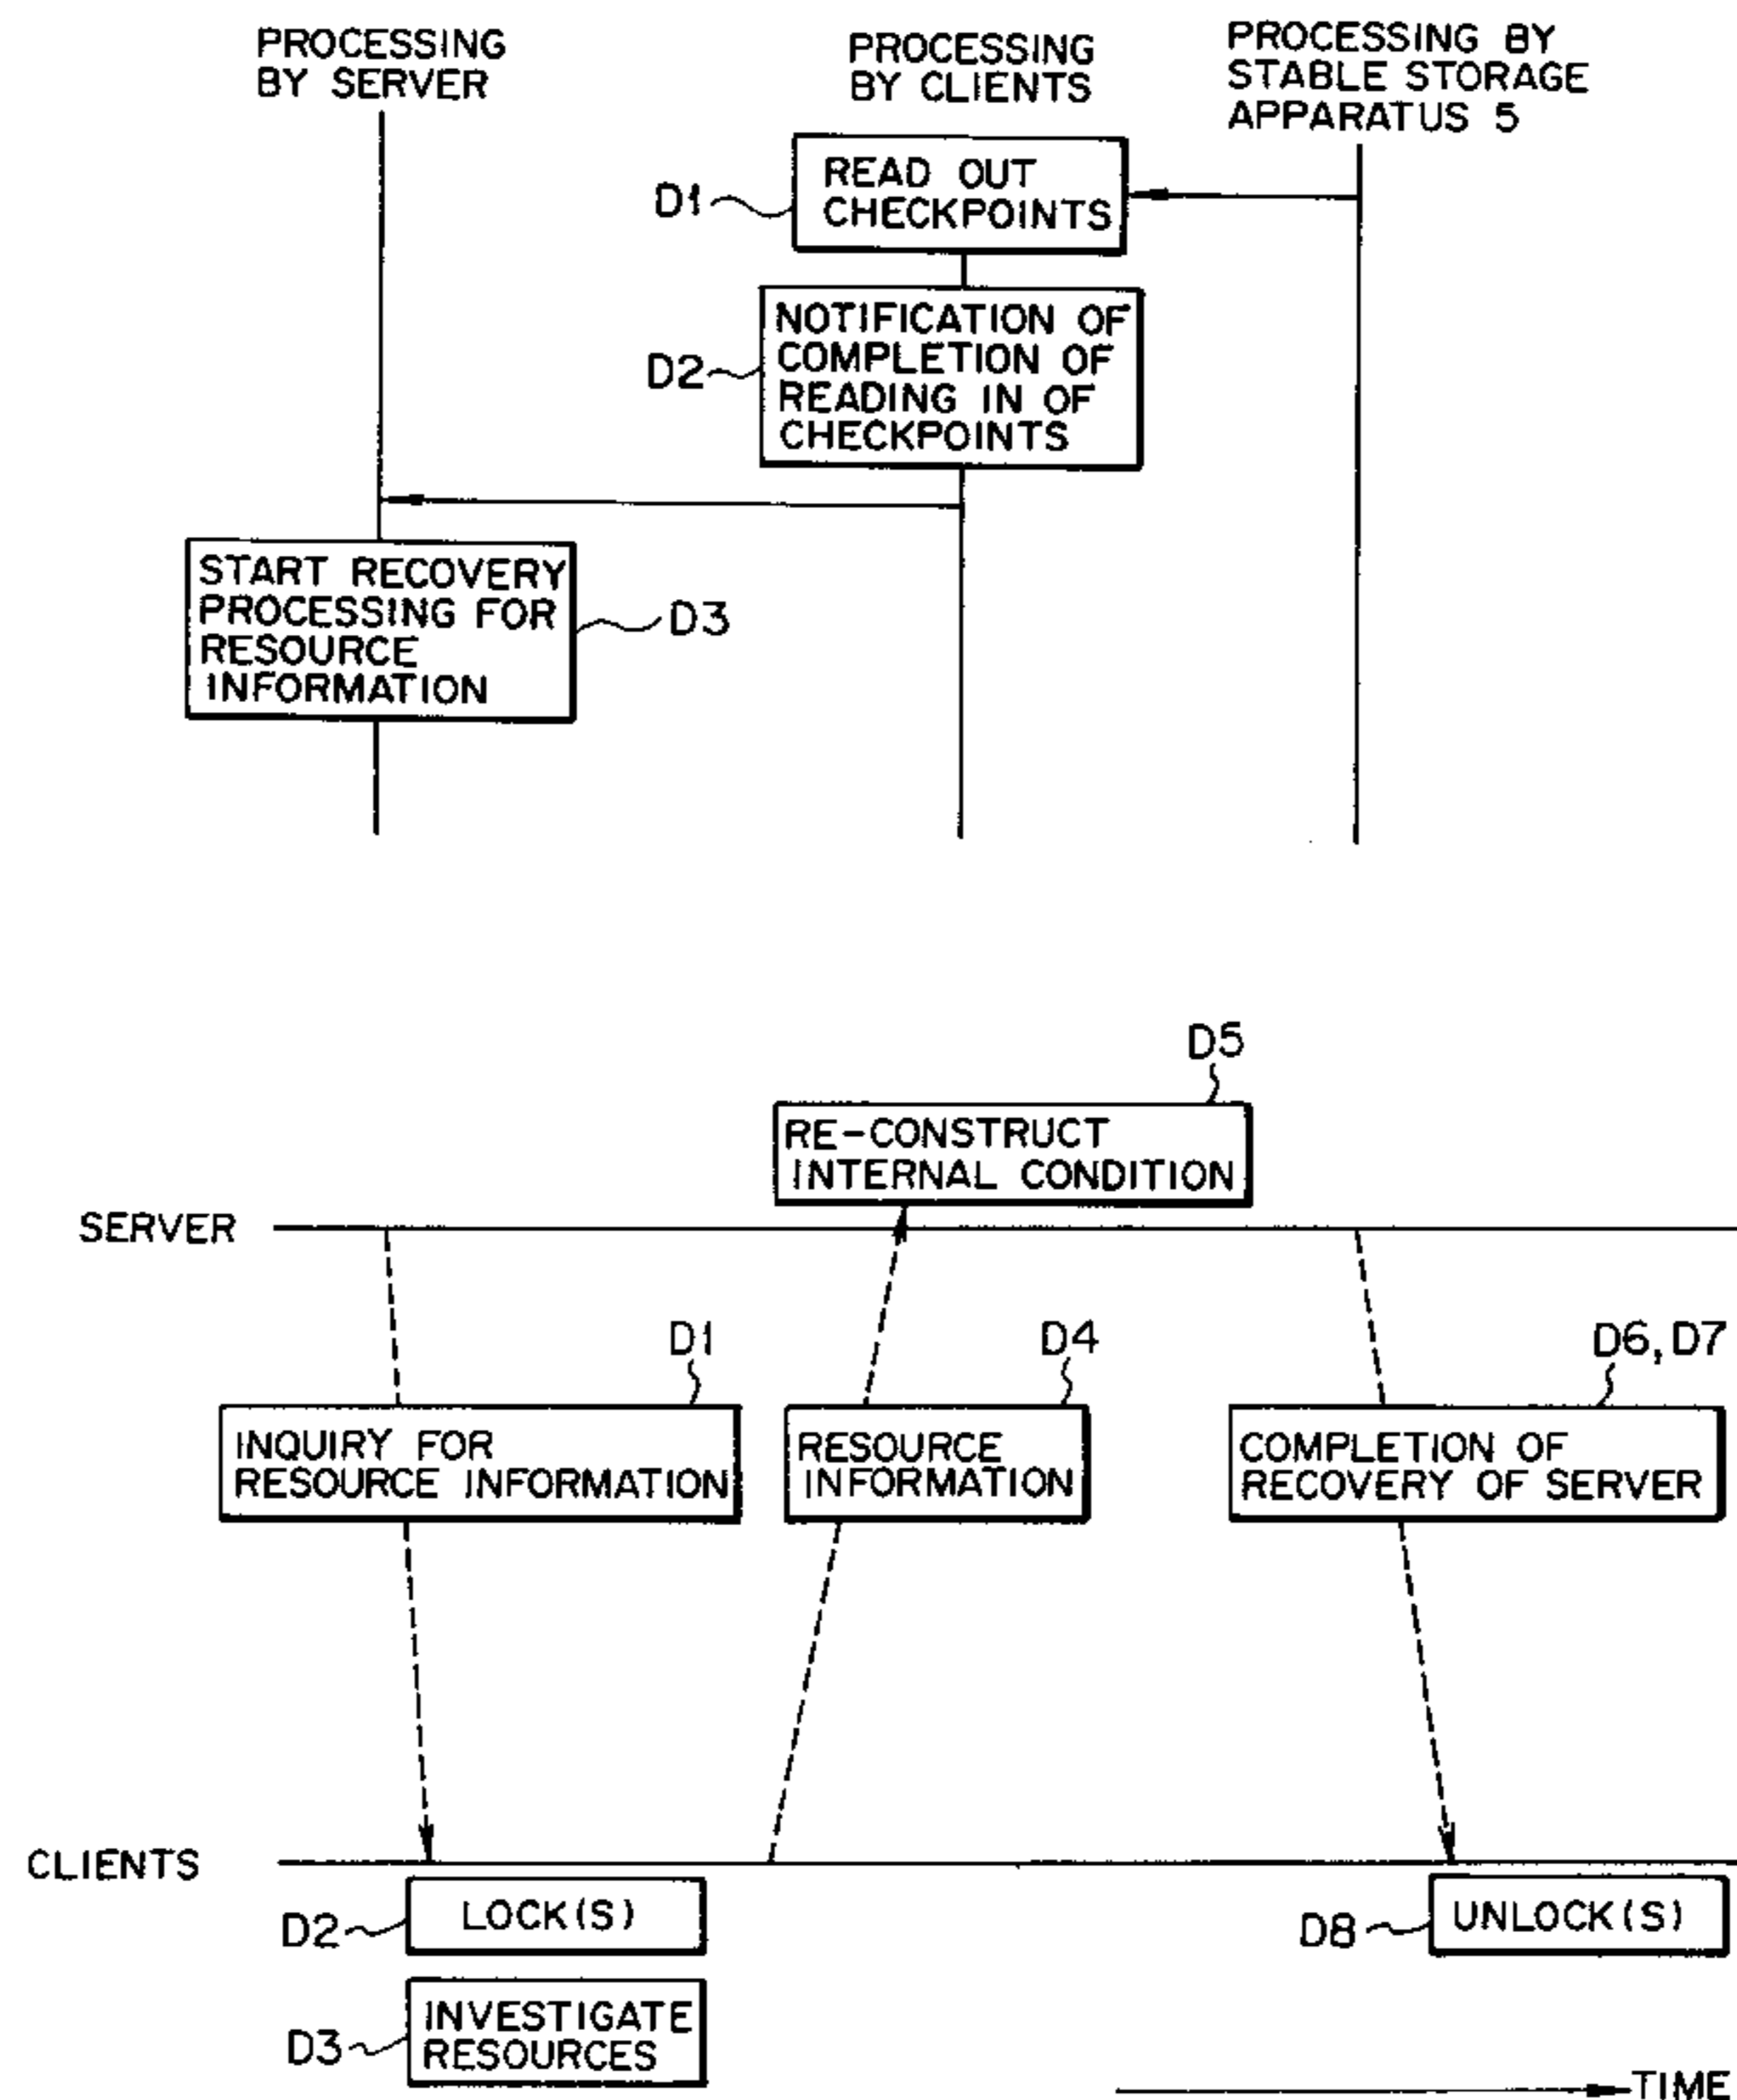 PROCESSING
BY SERVER
PROCESSING
BY CLIENTS
PROCESSING BY
STABLE STORAGE
APPARATUS 5
D1
READ OUT
CHECKPOINTS
D2
NOTIFICATION OF
COMPLETION OF
READING IN OF
CHECKPOINTS
START RECOVERY
PROCESSING FOR
RESOURCE
INFORMATION
D3
D5
RE-CONSTRUCT
INTERNAL CONDITION
SERVER
D1
D4
D6, D7
INQUIRY FOR
RESOURCE INFORMATION
RESOURCE
INFORMATION
COMPLETION OF
RECOVERY OF SERVER
CLIENTS
D2
LOCK(S)
D8
UNLOCK(S)
D3
INVESTIGATE
RESOURCES
TIME